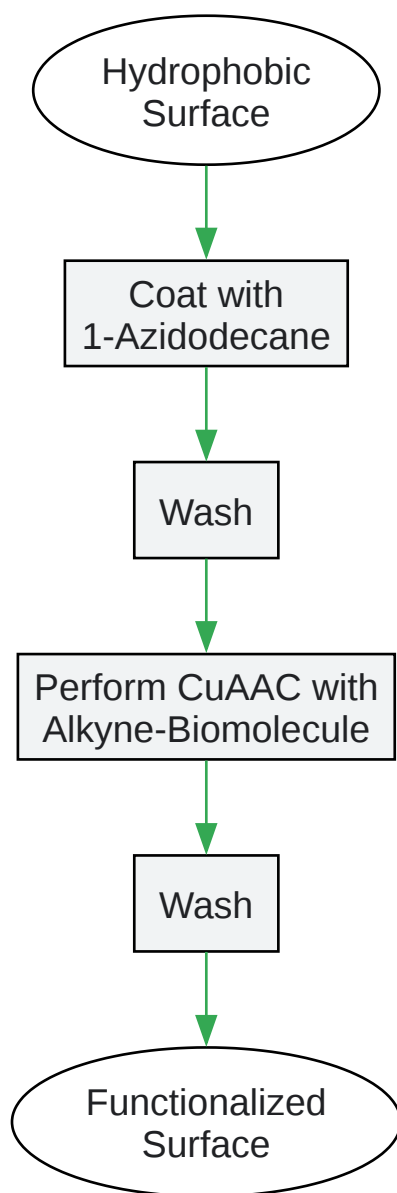 Hydrophobic
Surface
Coat with
1-Azidodecane
Wash
Perform CuAAC with
Alkyne-Biomolecule
Wash
Functionalized
Surface